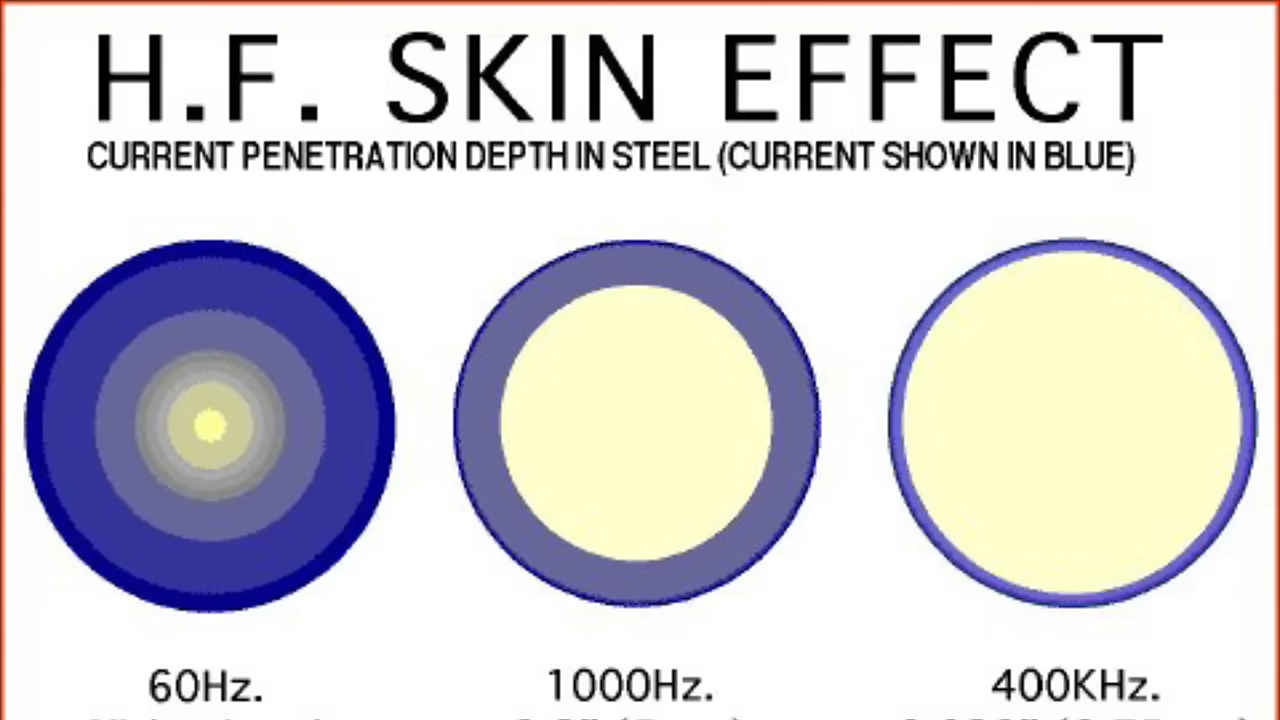 H.F. SKIN EFFECT
CURRENT PENETRATION DEPTH IN STEEL (CURRENT SHOWN IN BLUE)
60Hz. 1000Hz. 400KHz.